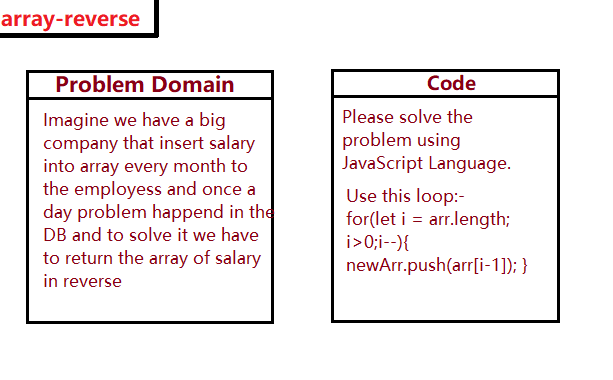 array-reverse
Problem Domain
Imagine we have a big
company that insert salary
into array every month to
the employess and once a
day problem happend in the
DB and to solve it we have
to return the array of salary
in reverse
Code
Please solve the
problem using
JavaScript Language.
Use this loop:-
for(let i = arr.length;
i>0;i--){
newArr.push(arr[i-1]); }